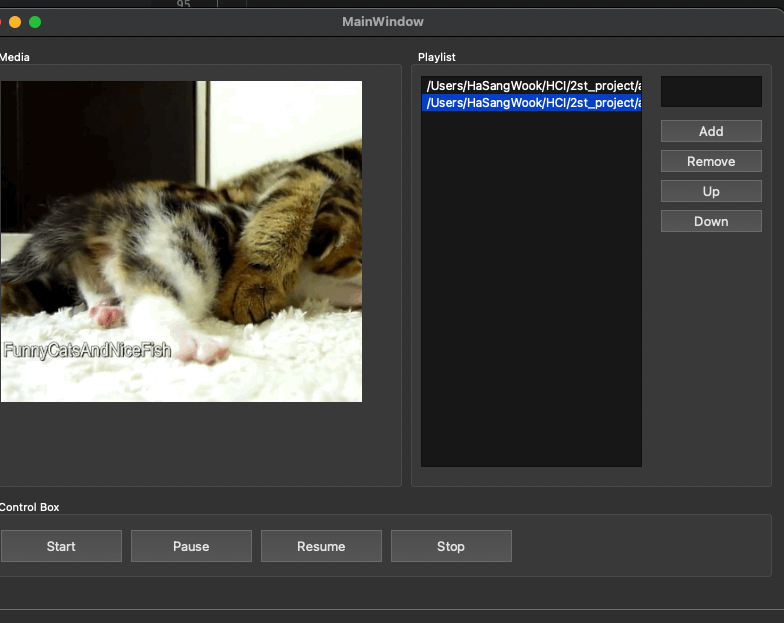 95
MainWindow
Media
Playlist
/Users/HaSangWook/HCI/2st_project/a
/Users/HaSangWook/HCI/2st_project/a
Add
Remove
Up
Down
FunnyCatsAndNiceFish
Control Box
Start
Pause
Resume
Stop